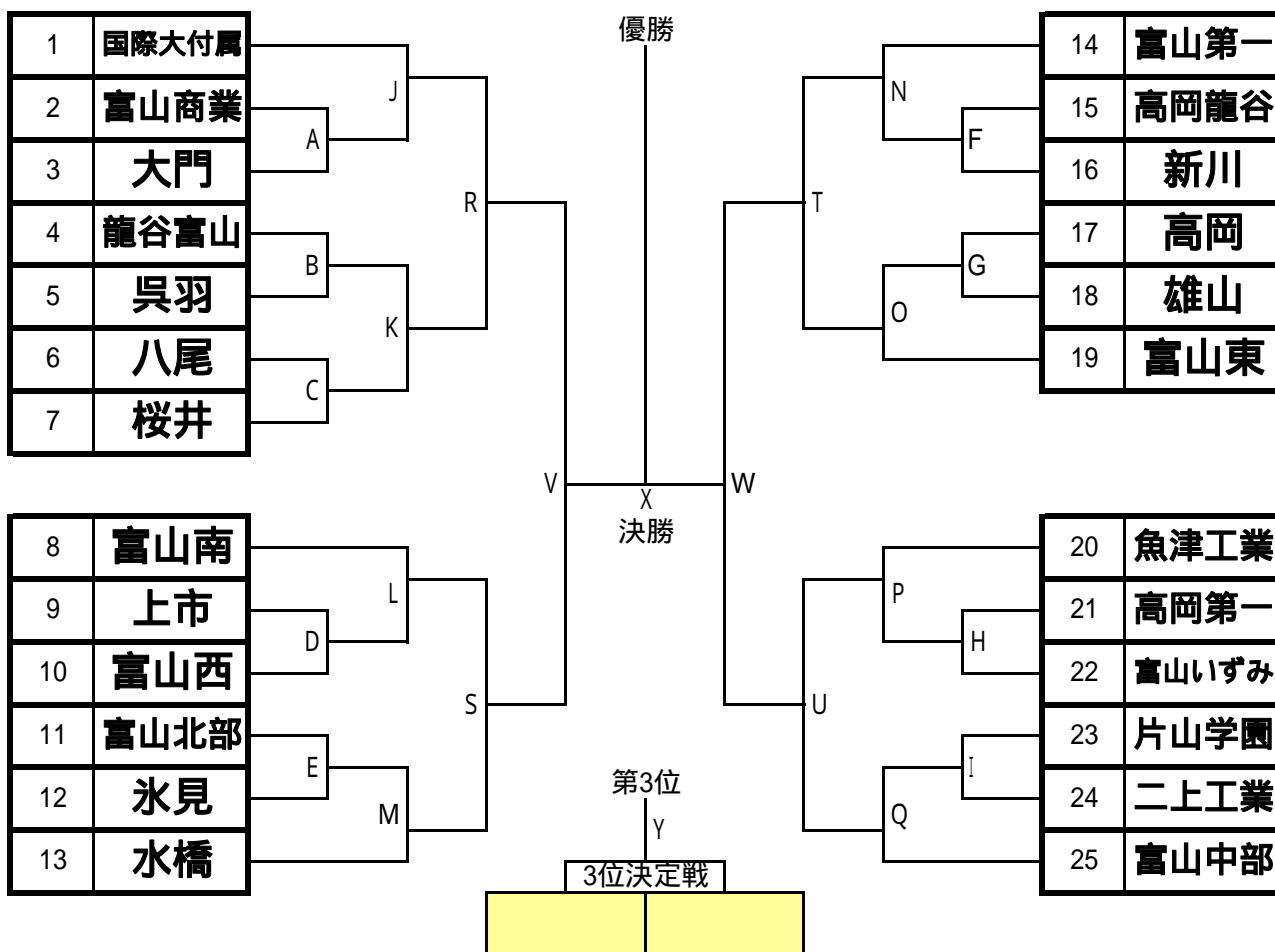 優勝
1 国際大付属
2 富山商業
3 大門
4 龍谷富山
5 呉羽
6 八尾
7 桜井
J
A
R
B
K
C
14 富山第一
15 高岡龍谷
16 新川
17 高岡
18 雄山
19 富山東
N
F
T
G
O
V
X
W
決勝
8 富山南
9 上市
10 富山西
11 富山北部
12 氷見
13 水橋
L
D
S
E
M
20 魚津工業
21 高岡第一
22 富山いずみ
23 片山学園
24 二上工業
25 富山中部
P
H
U
I
Q
第3位
Y
3位決定戦